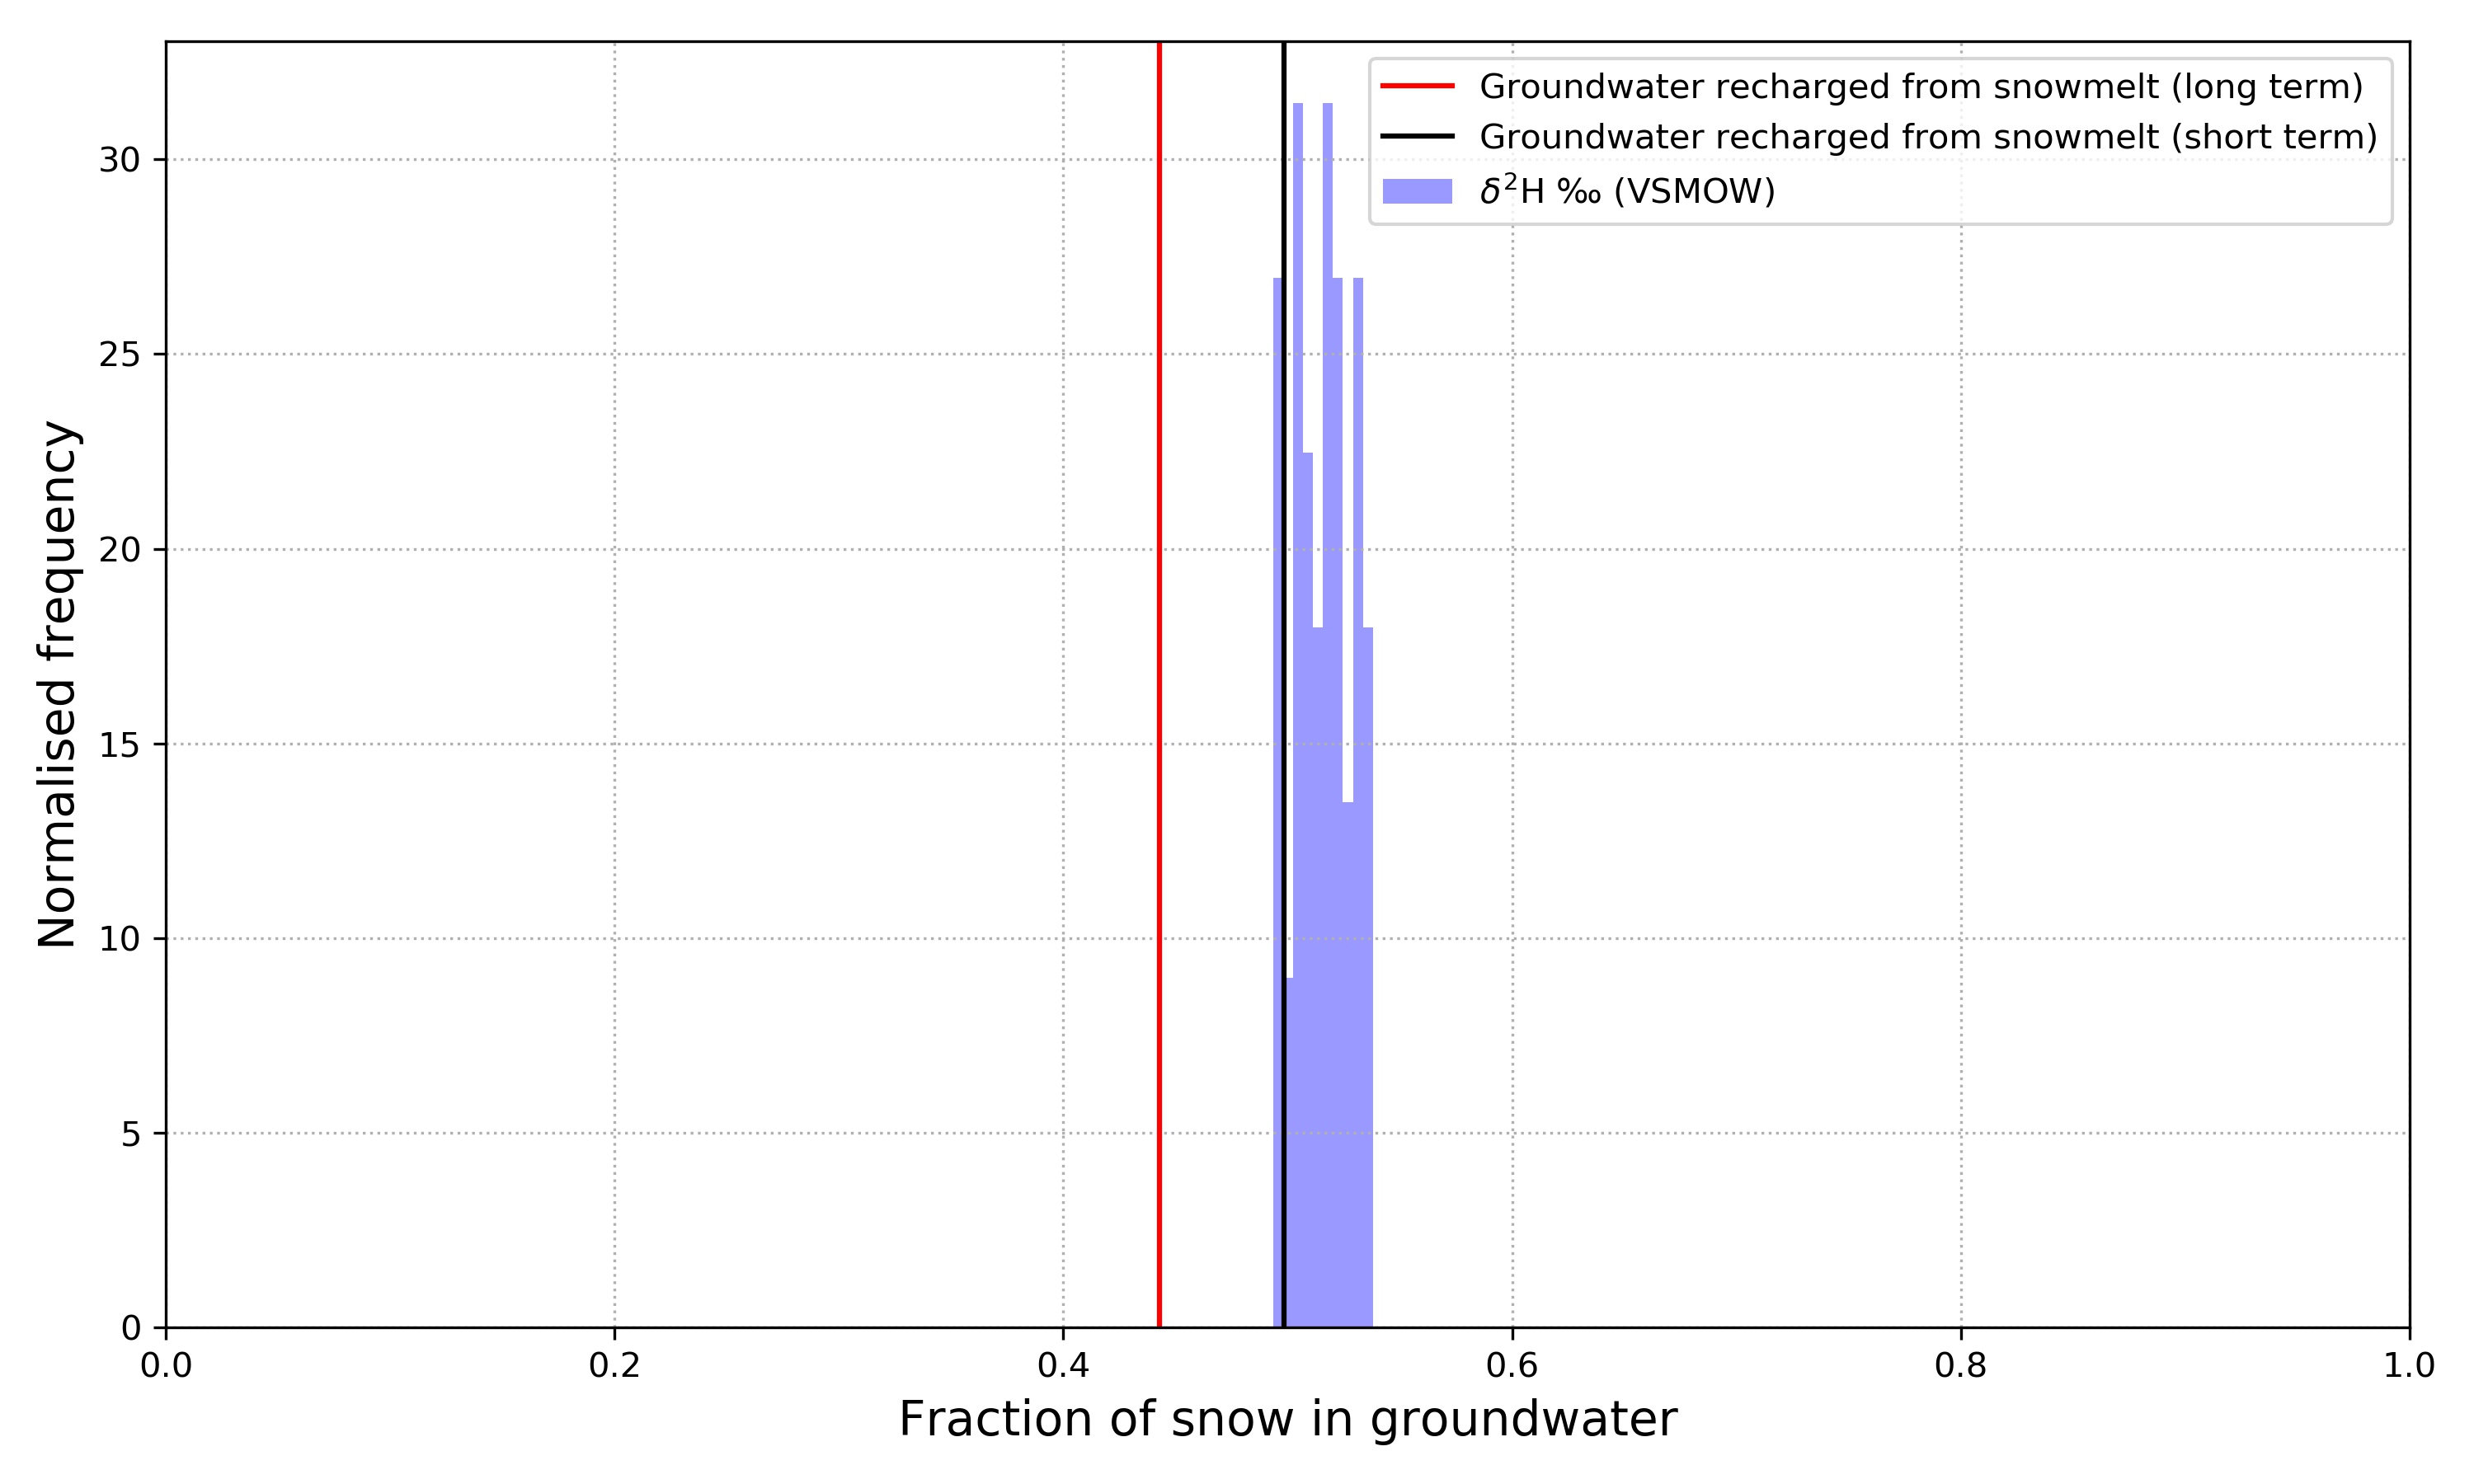 Groundwater recharged from snowmelt (long term)
Groundwater recharged from snowmelt (short term)
δ²H ‰ (VSMOW)
Normalised frequency
30
25
20
15
10
5
0
0.0 0.2 0.4 0.6 0.8 1.0
Fraction of snow in groundwater